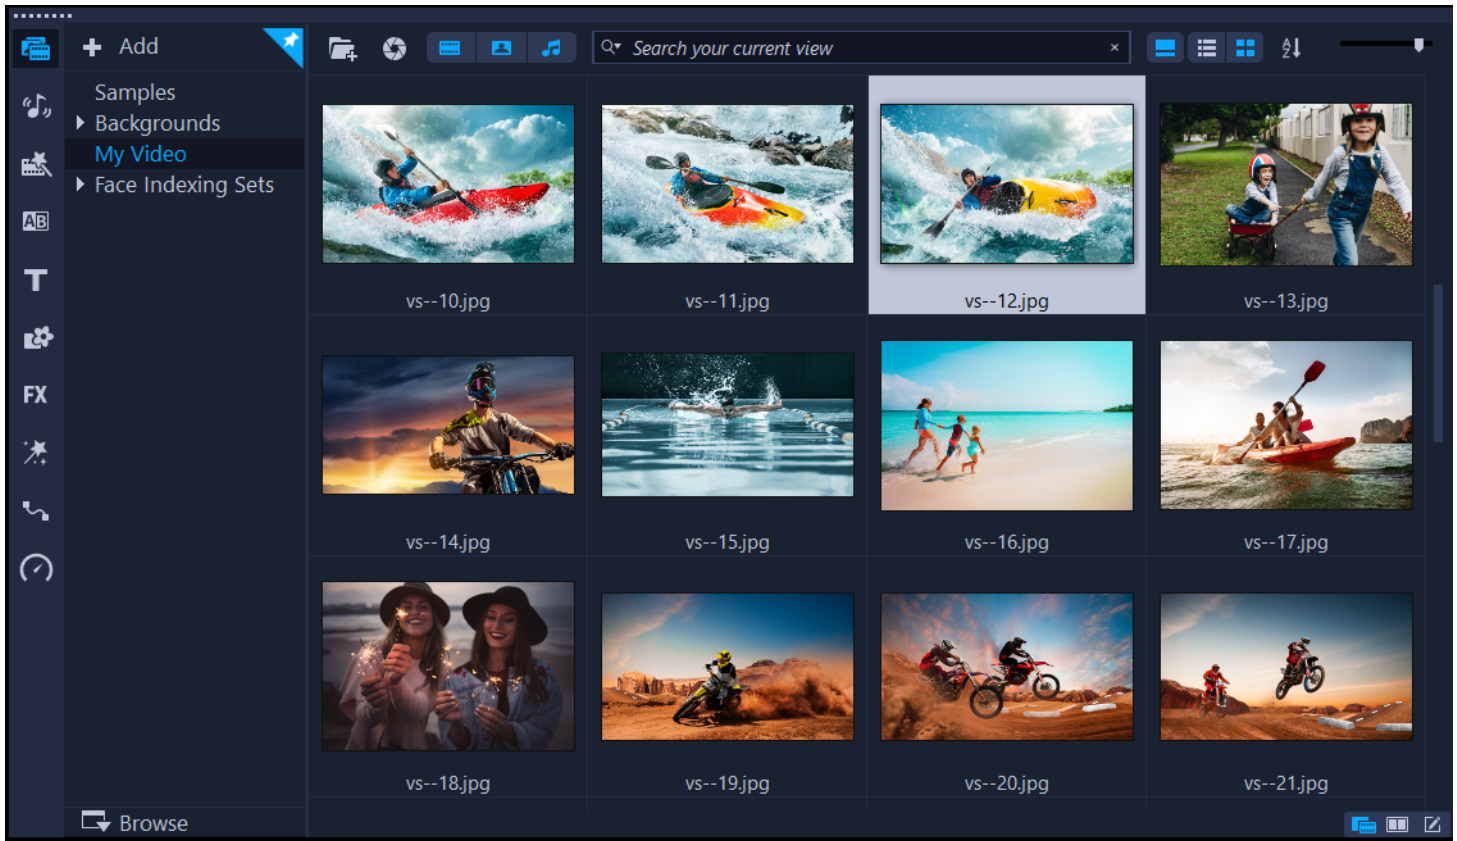 Add
Search your current view
Samples
Backgrounds
My Video
Face Indexing Sets
AB
T
FX
A
Z
vs--10.jpg
vs--11.jpg
vs--12.jpg
vs--13.jpg
vs--14.jpg
vs--15.jpg
vs--16.jpg
vs--17.jpg
vs--18.jpg
vs--19.jpg
vs--20.jpg
vs--21.jpg
Browse